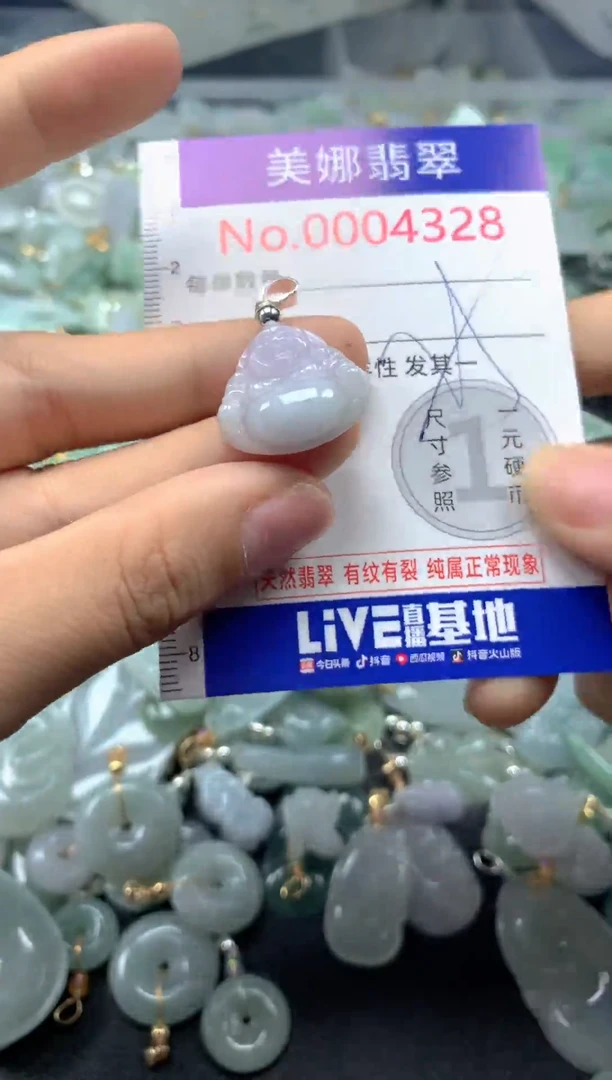 美娜翡翠
No.0004328
2
性 发其一
1
尺寸参照
一元硬币
天然翡翠 有纹有裂 纯属正常现象
LiVE直播基地
今日头条 抖音 西瓜视频 抖音火山版
8